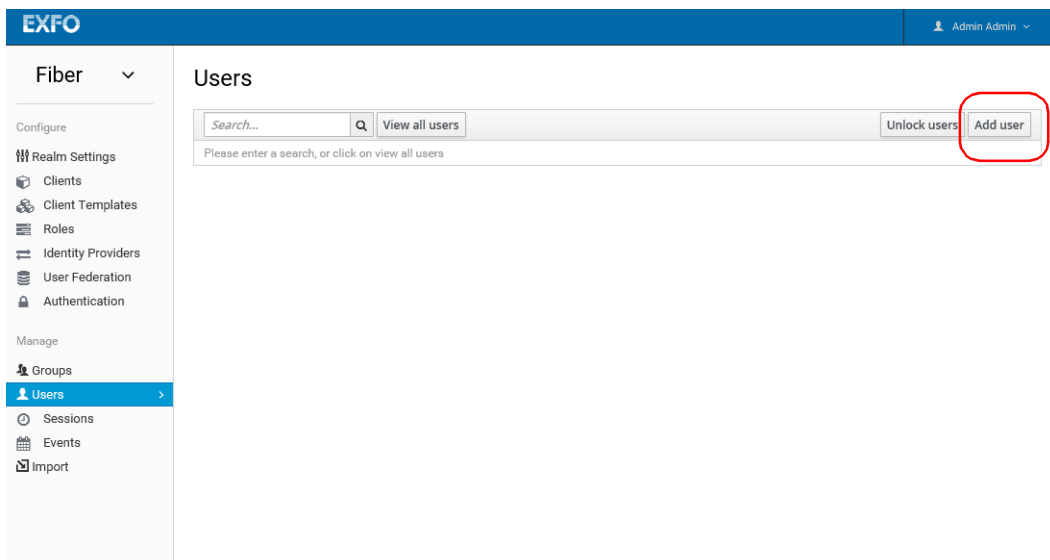 EXFO
Admin Admin
Fiber
Users
Search...
View all users
Unlock users
Add user
Please enter a search, or click on view all users
Configure
Realm Settings
Clients
Client Templates
Roles
Identity Providers
User Federation
Authentication
Manage
Groups
Users
Sessions
Events
Import